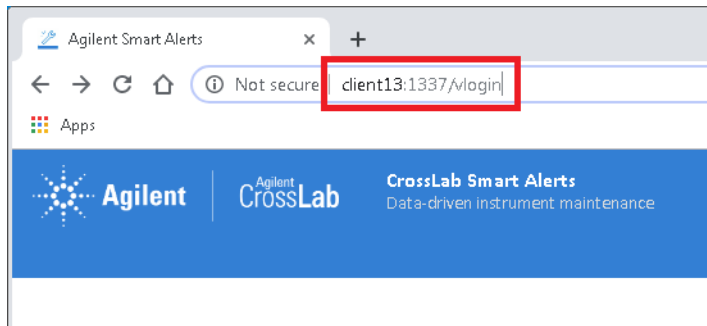 Agilent Smart Alerts
Not secure
client13:1337/vlogin
Apps
Agilent
Agilent
CrossLab
CrossLab Smart Alerts
Data-driven instrument maintenance